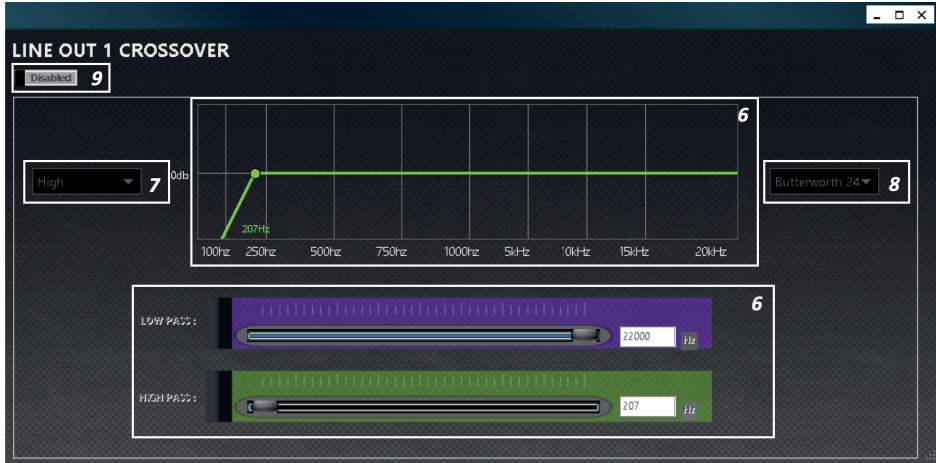 LINE OUT 1 CROSSOVER
Disabled 9
6
High 7
0db
Butterworth 24 8
207Hz
100hz 250hz 500hz 750hz 1000hz 5kHz 10kHz 15kHz 20kHz
6
LOW PASS : 22000 Hz
HIGH PASS : 207 Hz